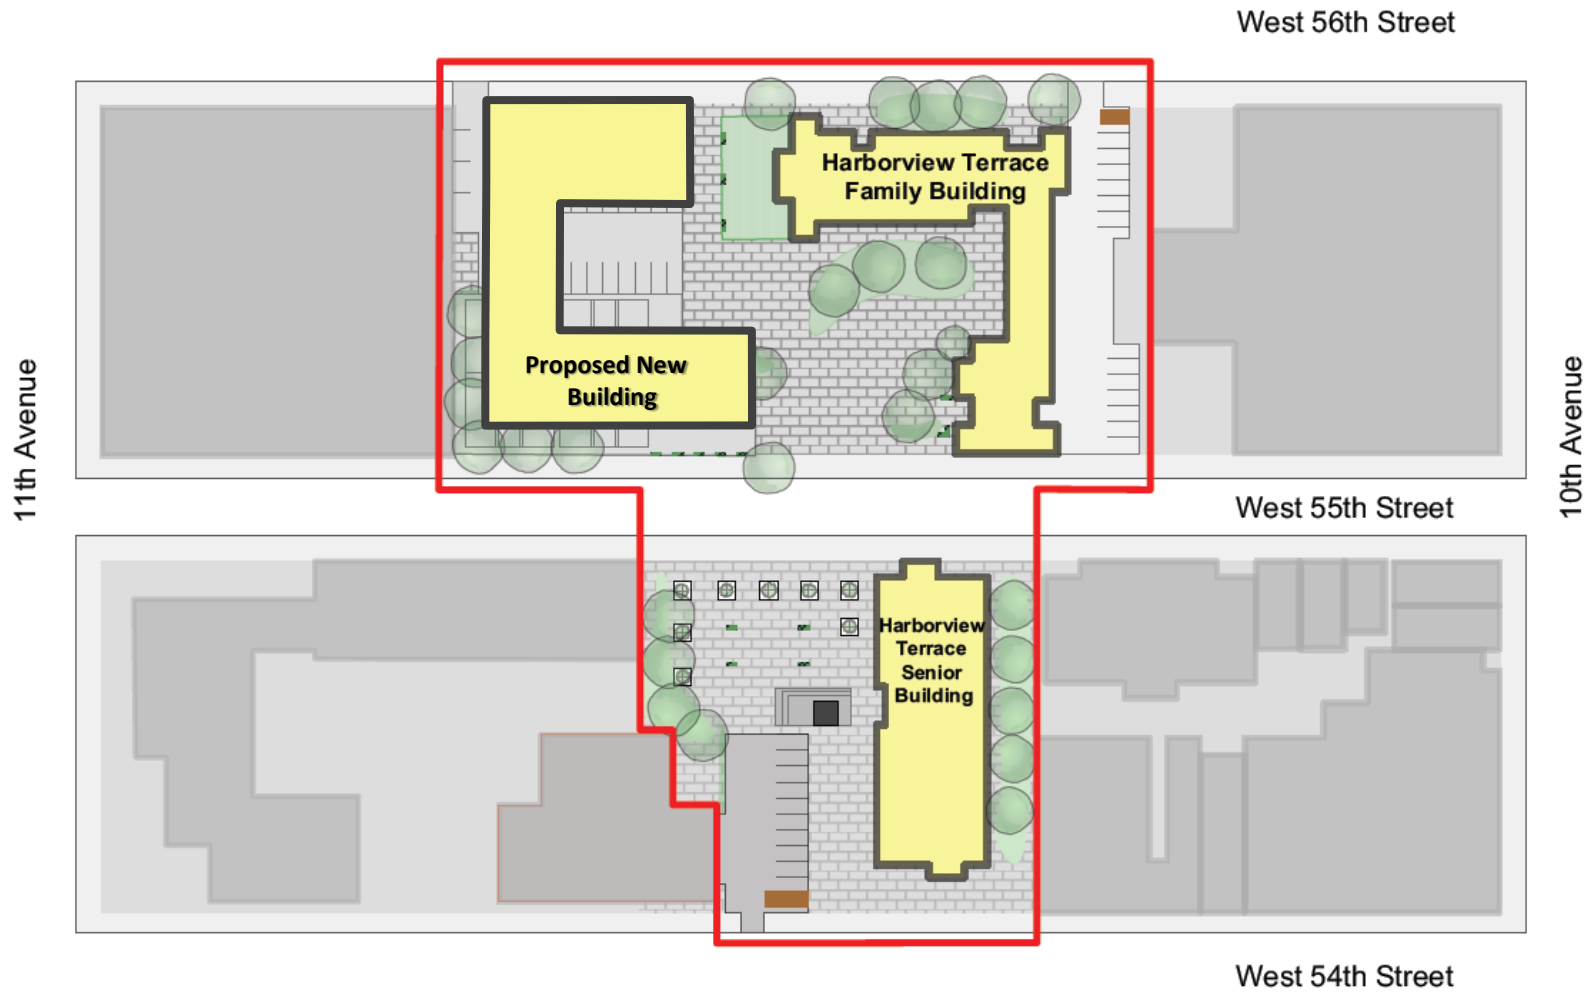 West 56th Street
Harborview Terrace
Family Building
Proposed New
Building
11th Avenue
10th Avenue
West 55th Street
Harborview
Terrace
Senior
Building
West 54th Street